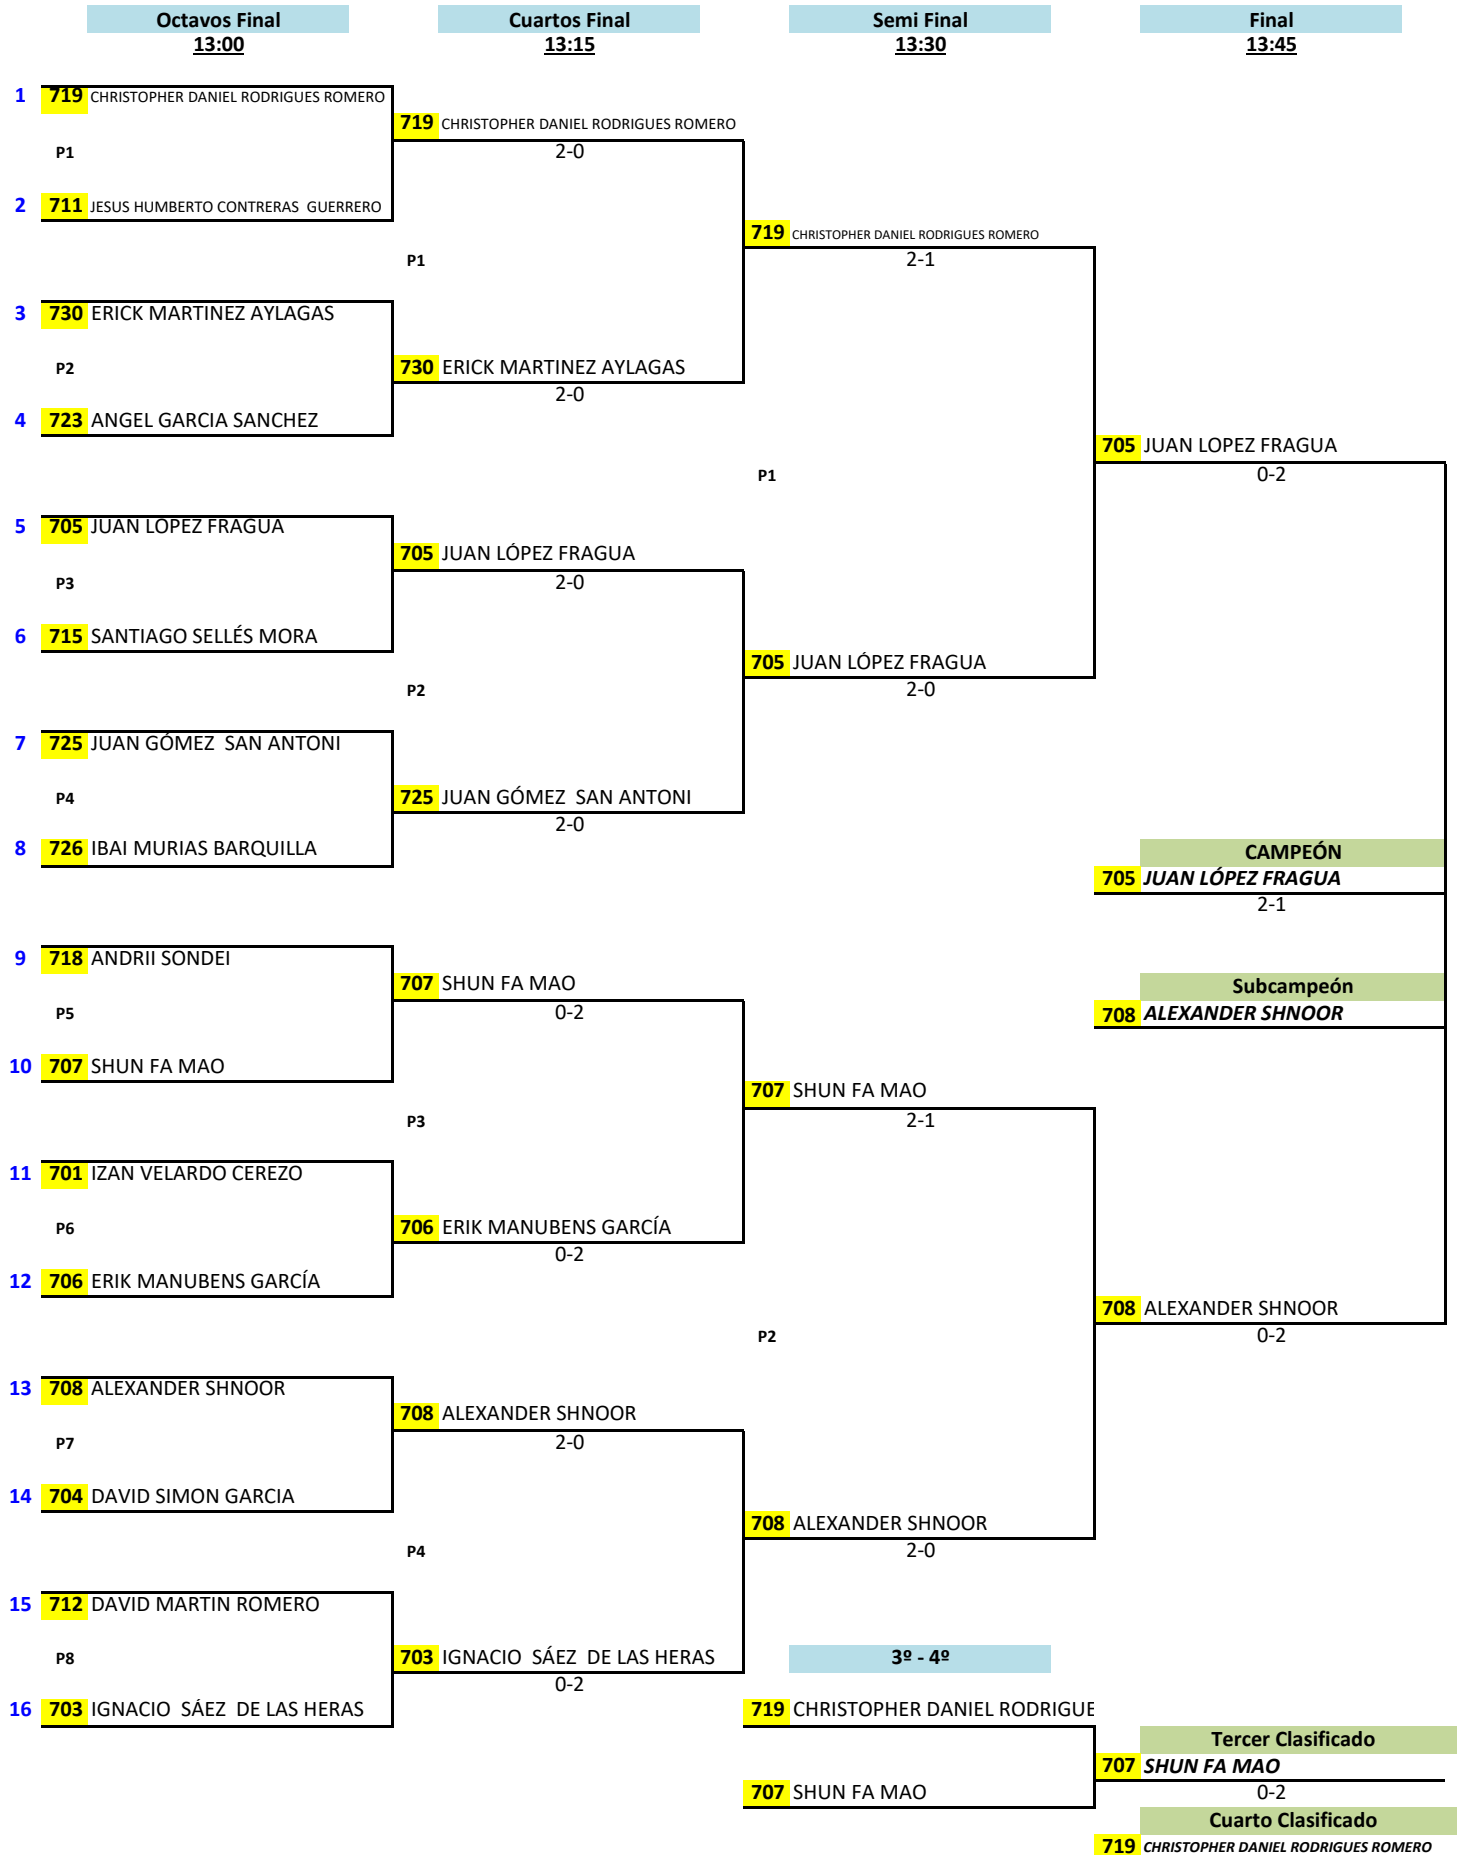 Octavos Final Cuartos Final Semi Final Final
13:00 13:15 13:30 13:45
1 719 CHRISTOPHER DANIEL RODRIGUES ROMERO
719 CHRISTOPHER DANIEL RODRIGUES ROMERO
P1 2-0
2 711 JESUS HUMBERTO CONTRERAS GUERRERO
719 CHRISTOPHER DANIEL RODRIGUES ROMERO
P1 2-1
3 730 ERICK MARTINEZ AYLAGAS
P2 730 ERICK MARTINEZ AYLAGAS
2-0
4 723 ANGEL GARCIA SANCHEZ
705 JUAN LOPEZ FRAGUA
P1 0-2
5 705 JUAN LÓPEZ FRAGUA
705 JUAN LÓPEZ FRAGUA
P3 2-0
6 715 SANTIAGO SELLÉS MORA
705 JUAN LÓPEZ FRAGUA
P2 2-0
7 725 JUAN GÓMEZ SAN ANTONI
P4 725 JUAN GÓMEZ SAN ANTONI
2-0
8 726 IBAI MURIAS BARQUILLA CAMPEÓN
705 JUAN LÓPEZ FRAGUA
2-1
9 718 ANDRII SONDEI
707 SHUN FA MAO Subcampeón
P5 0-2 708 ALEXANDER SHNOOR
10 707 SHUN FA MAO
707 SHUN FA MAO
P3 2-1
11 701 IZAN VELARDO CEREZO
P6 706 ERIK MANUBENS GARCÍA
0-2
12 706 ERIK MANUBENS GARCÍA
708 ALEXANDER SHNOOR
P2 0-2
13 708 ALEXANDER SHNOOR
708 ALEXANDER SHNOOR
P7 2-0
14 704 DAVID SIMON GARCIA
708 ALEXANDER SHNOOR
P4 2-0
15 712 DAVID MARTIN ROMERO
P8 703 IGNACIO SÁEZ DE LAS HERAS 3º - 4º
0-2
16 703 IGNACIO SÁEZ DE LAS HERAS 719 CHRISTOPHER DANIEL RODRIGUE
Tercer Clasificado
707 SHUN FA MAO
707 SHUN FA MAO 0-2
Cuarto Clasificado
719 CHRISTOPHER DANIEL RODRIGUES ROMERO